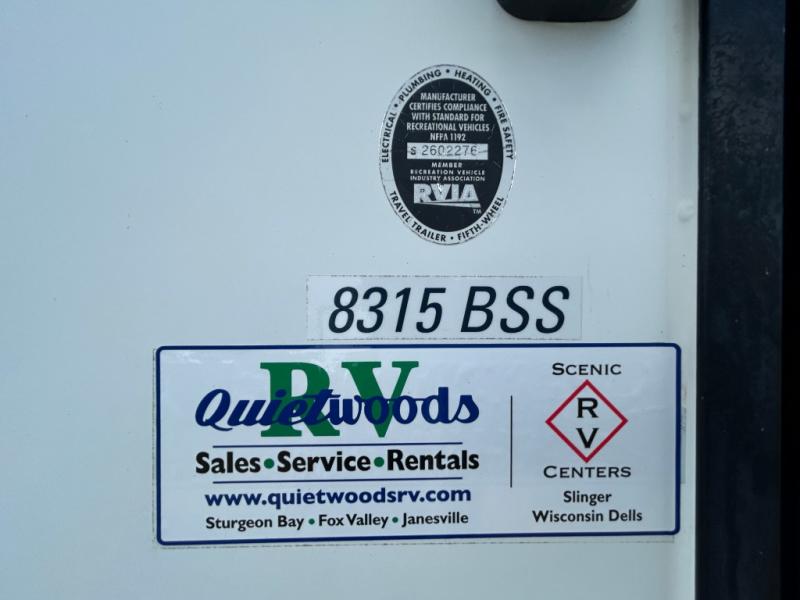 ELECTRICAL • PLUMBING • HEATING • FIRE SAFETY
MANUFACTURER
CERTIFIES COMPLIANCE
WITH STANDARD FOR
RECREATIONAL VEHICLES
NFPA 1192
S 2602276
MEMBER
RECREATION VEHICLE
INDUSTRY ASSOCIATION
RVIA
TM
TRAVEL TRAILER • FIFTH-WHEEL
8315 BSS
RV
Quietwoods
Sales•Service•Rentals
www.quietwoodsrv.com
Sturgeon Bay • Fox Valley • Janesville
SCENIC
R
V
CENTERS
Slinger
Wisconsin Dells